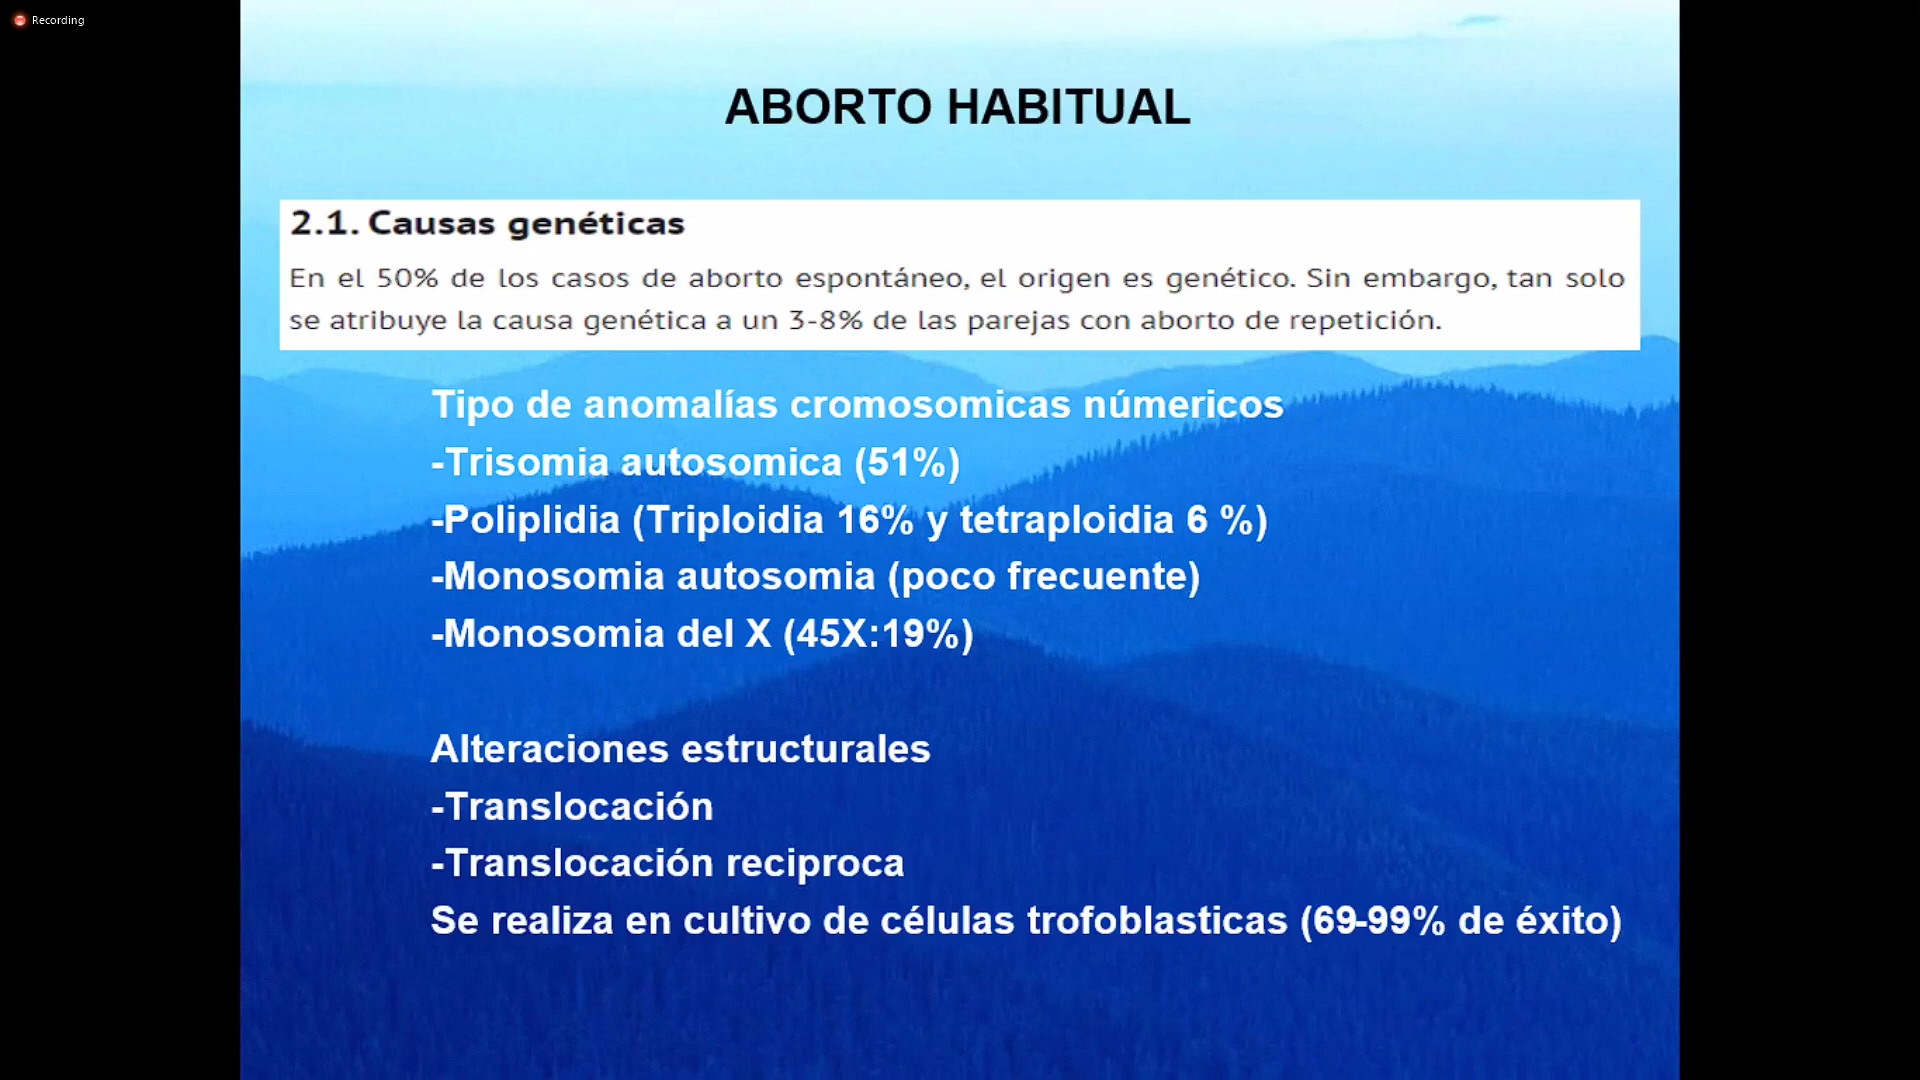 Recording
ABORTO HABITUAL
2.1. Causas genéticas
En el 50% de los casos de aborto espontáneo, el origen es genético. Sin embargo, tan solo
se atribuye la causa genética a un 3-8% de las parejas con aborto de repetición.
Tipo de anomalías cromosomicas númericos
-Trisomia autosomica (51%)
-Poliplidia (Triploidia 16% y tetraploidia 6 %)
-Monosomia autosomia (poco frecuente)
-Monosomia del X (45X:19%)
Alteraciones estructurales
-Translocación
-Translocación reciproca
Se realiza en cultivo de células trofoblasticas (69-99% de éxito)